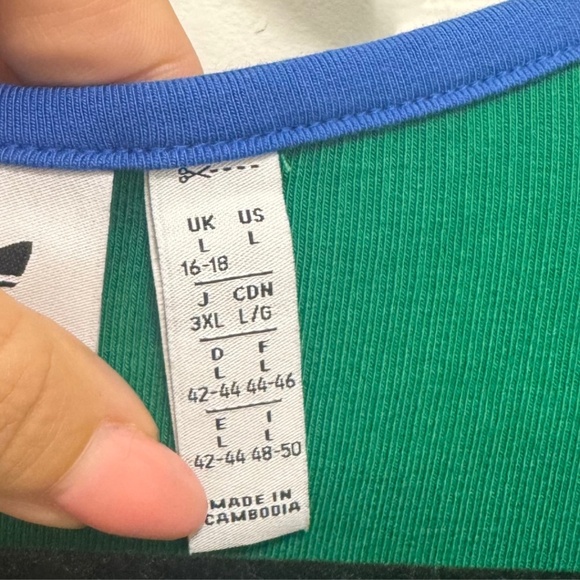 UK US
L L
16-18
J CDN
3XL L/G
D F
L L
42-44 44-46
E I
L L
42-44 48-50
MADE IN
CAMBODIA